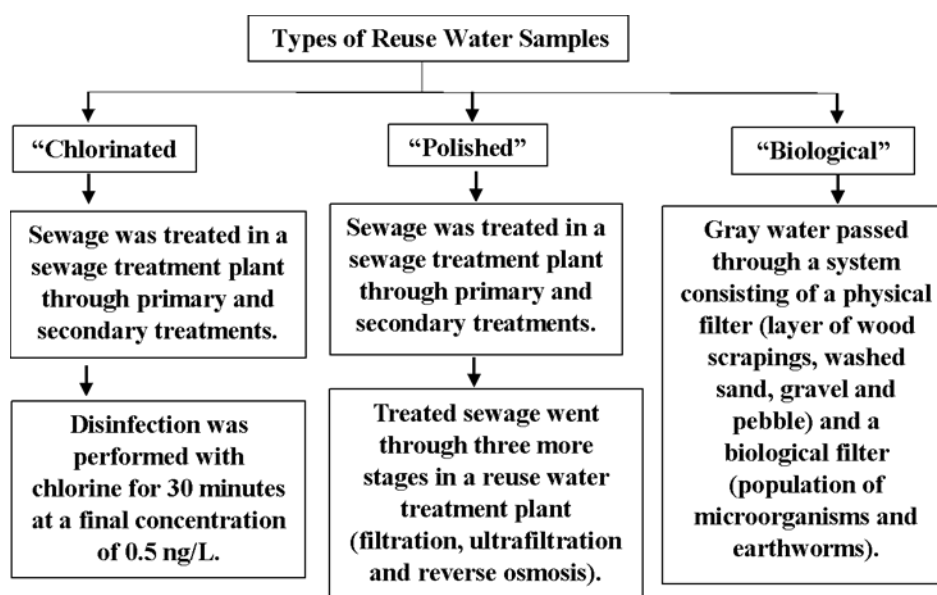 Types of Reuse Water Samples
“Chlorinated
“Polished”
“Biological”
Sewage was treated in a
sewage treatment plant
through primary and
secondary treatments.
Sewage was treated in a
sewage treatment plant
through primary and
secondary treatments.
Gray water passed
through a system
consisting of a physical
filter (layer of wood
scrapings, washed
sand, gravel and
pebble) and a
biological filter
(population of
microorganisms and
earthworms).
Disinfection was
performed with
chlorine for 30 minutes
at a final concentration
of 0.5 ng/L.
Treated sewage went
through three more
stages in a reuse water
treatment plant
(filtration, ultrafiltration
and reverse osmosis).